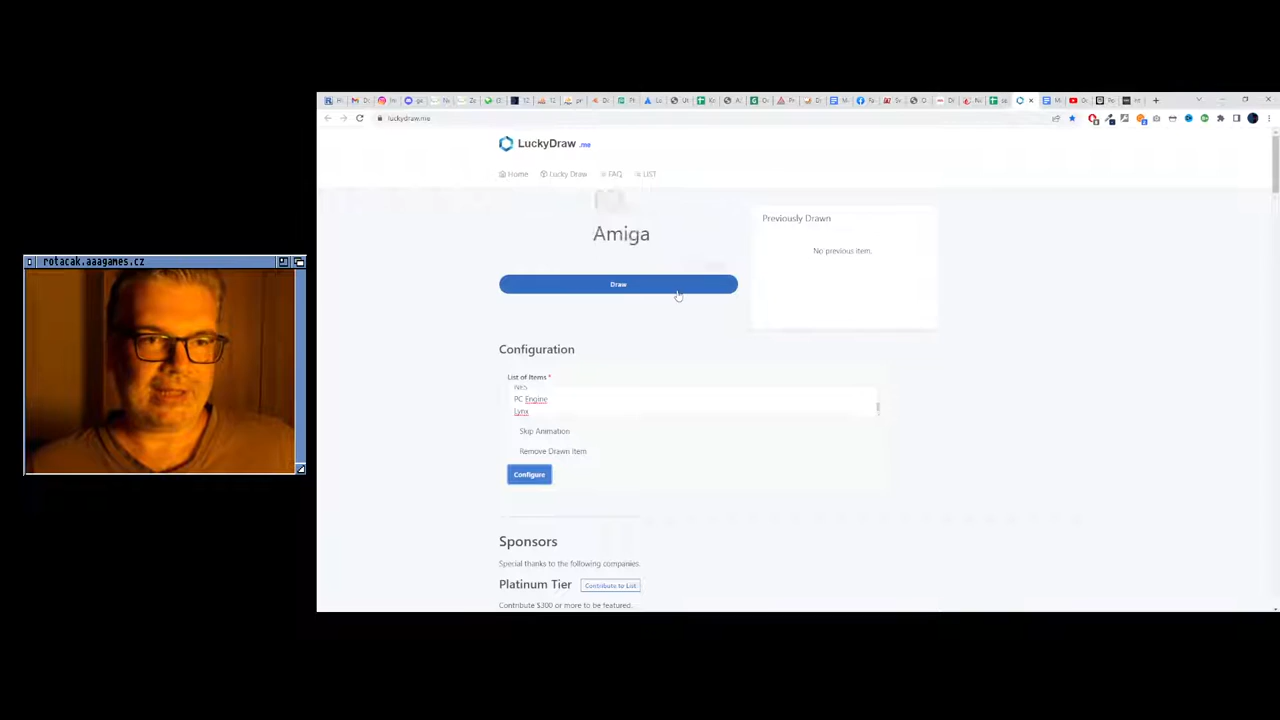 luckydraw.me
LuckyDraw .me
Home
Lucky Draw
FAQ
LIST
rotacak.aaagames.cz
Amiga
Previously Drawn
No previous item.
Draw
Configuration
List of Items *
PC Engine
Lynx
Skip Animation
Remove Drawn Item
Configure
Sponsors
Special thanks to the following companies.
Platinum Tier
Contribute to List
Contribute $300 or more to be featured.